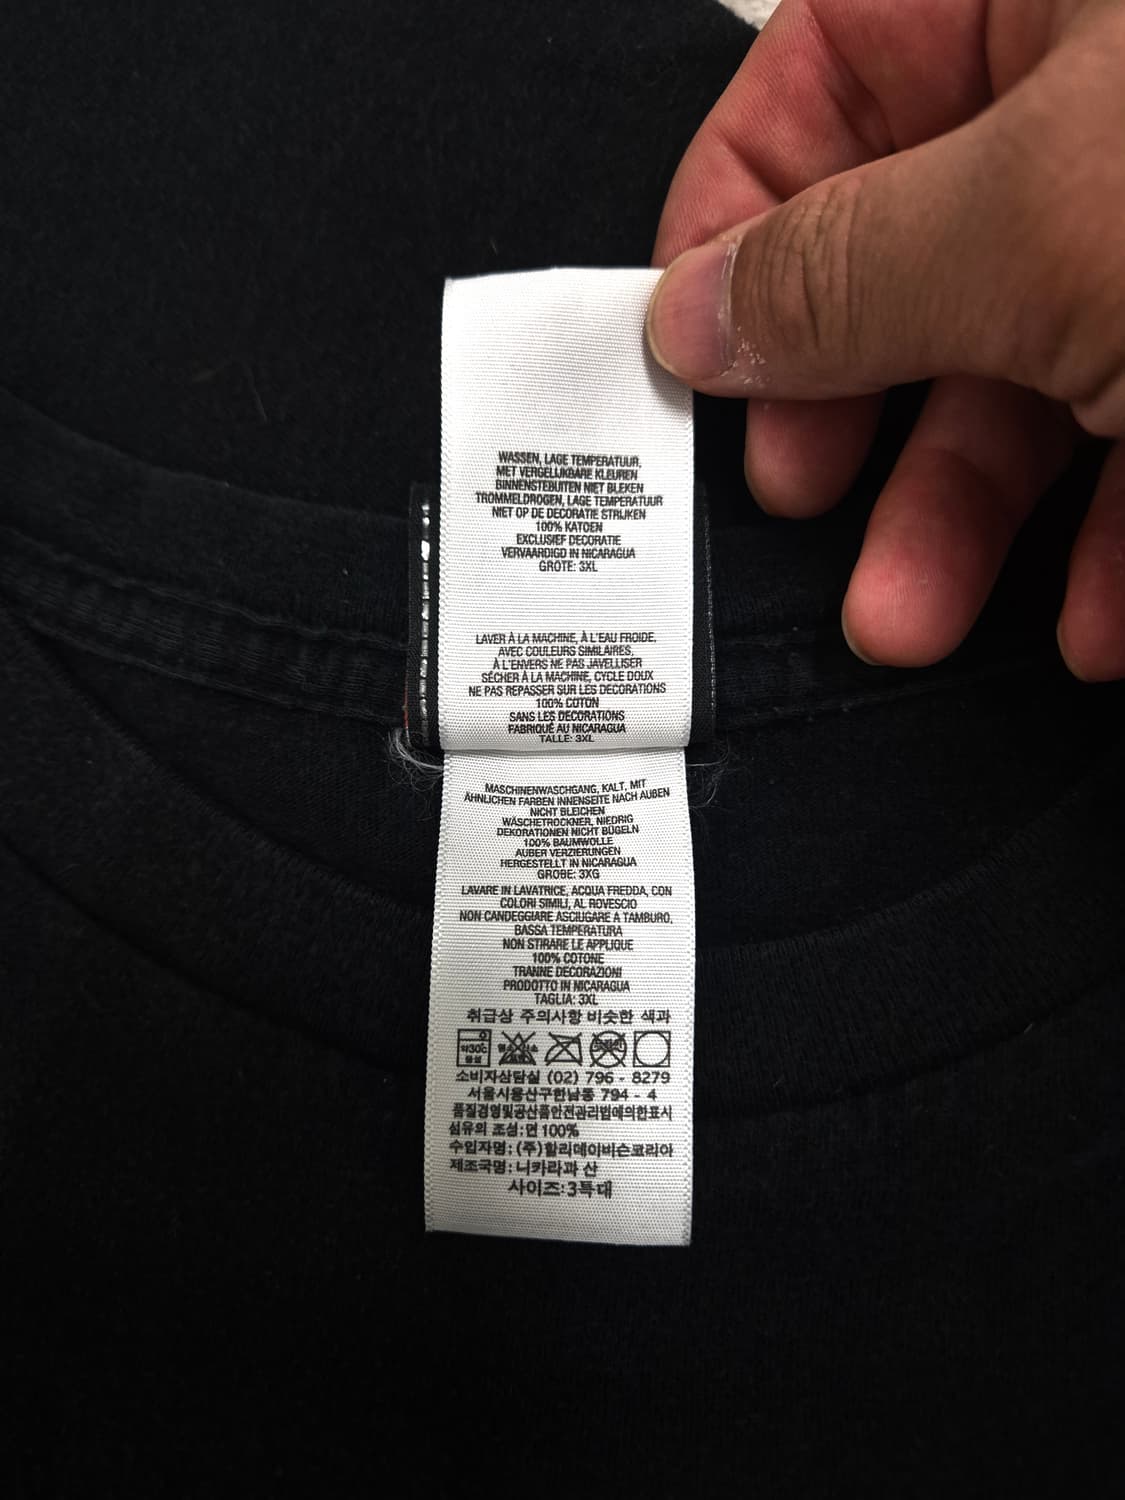 WASSEN, LAGE TEMPERATUUR,
MET VERGELIJKBARE KLEUREN
BINNENSTEBUITEN NIET BLEKEN
TROMMELDROGEN, LAGE TEMPERATUUR
NIET OP DE DECORATIE STRIJKEN
100% KATOEN
EXCLUSIEF DECORATIE
VERVAARDIGD IN NICARAGUA
GROTE: 3XL
LAVER À LA MACHINE, À L'EAU FROIDE,
AVEC COULEURS SIMILAIRES,
À L'ENVERS NE PAS JAVELLISER
SÉCHER À LA MACHINE, CYCLE DOUX
NE PAS REPASSER SUR LES DECORATIONS
100% COTON
SANS LES DECORATIONS
FABRIQUÉ AU NICARAGUA
TALLE: 3XL
MASCHINENWASCHGANG, KALT, MIT
ÄHNLICHEN FARBEN INNENSEITE NACH AUBEN
NICHT BLEICHEN
WÄSCHETROCKNER, NIEDRIG
DEKORATIONEN NICHT BÜGELN
100% BAUMWOLLE
AUBER VERZIERUNGEN
HERGESTELLT IN NICARAGUA
GROBE: 3XG
LAVARE IN LAVATRICE, ACQUA FREDDA, CON
COLORI SIMILI, AL ROVESCIO
NON CANDEGGIARE ASCIUGARE A TAMBURO,
BASSA TEMPERATURA
NON STIRARE LE APPLIQUE
100% COTONE
TRANNE DECORAZIONI
PRODOTTO IN NICARAGUA
TAGLIA: 3XL
취급상 주의사항 비슷한 색과
약30℃
중성
소비자상담실 (02) 796 - 8279
서울시용산구한남동 794 - 4
품질경영및공산품안전관리법에의한표시
섬유의 조성:면 100%
수입자명: (주)할리데이비슨코리아
제조국명: 니카라과 산
사이즈:3특대